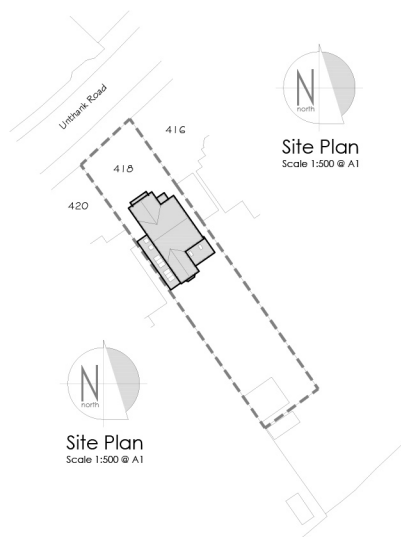 Unthank Road
416
418
420
N
north
Site Plan
Scale 1:500 @ A1
N
north
Site Plan
Scale 1:500 @ A1